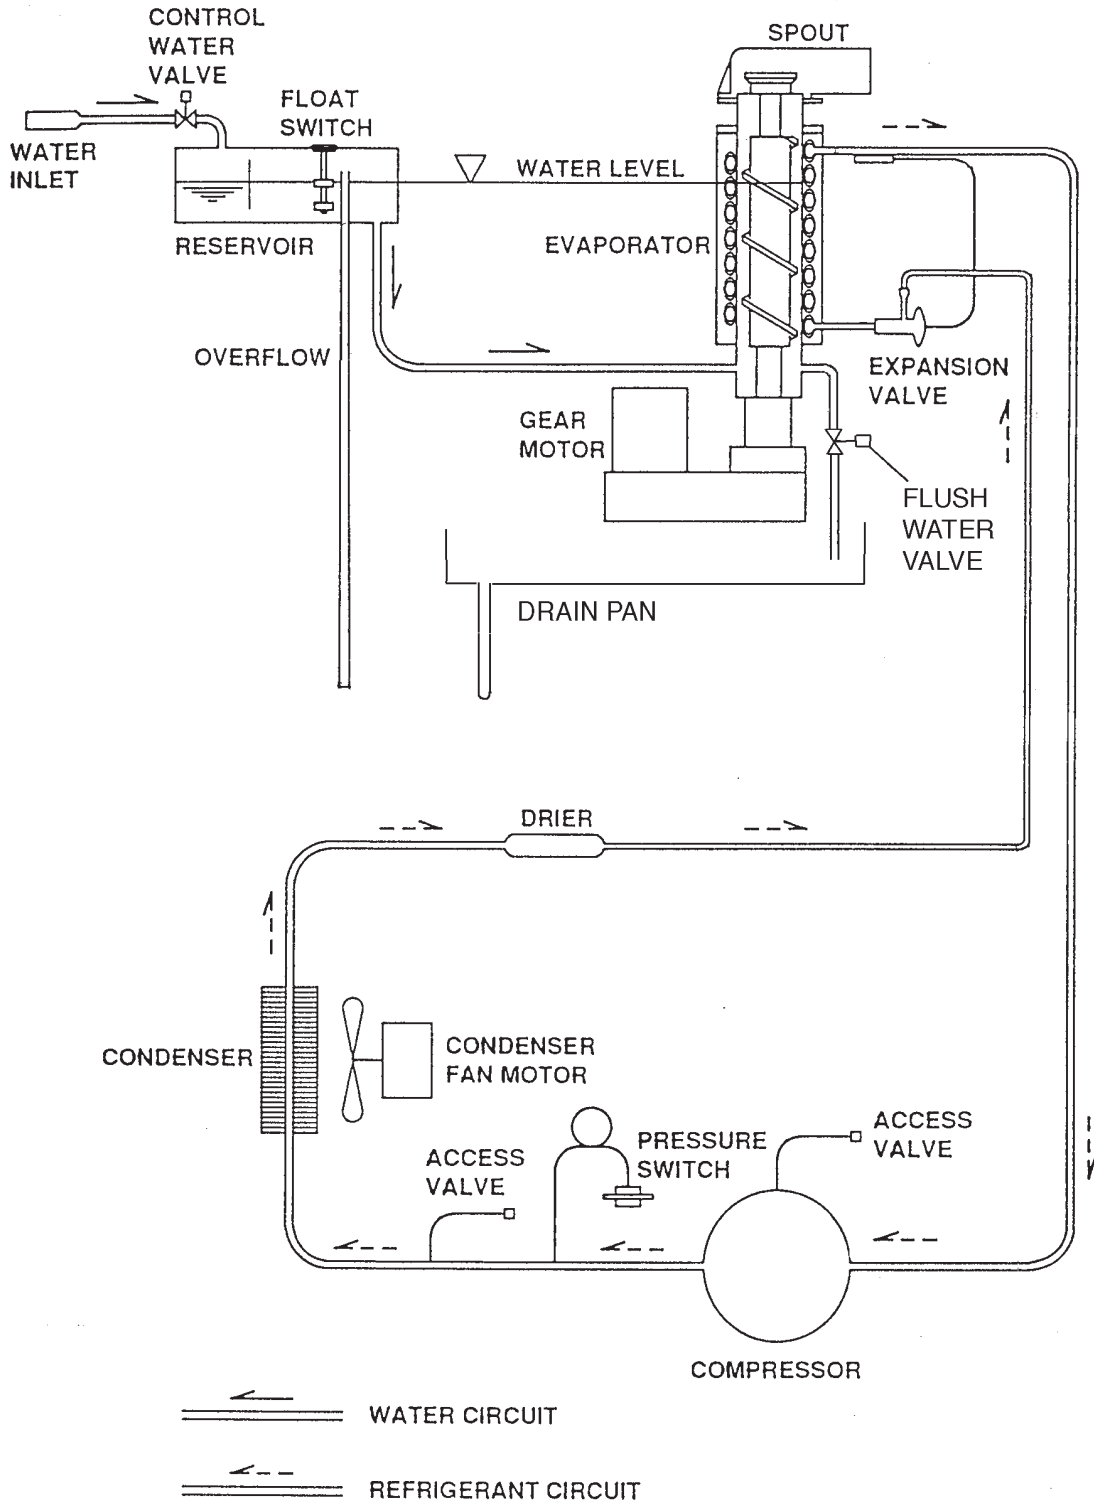 CONTROL
WATER
VALVE
SPOUT
FLOAT
SWITCH
WATER
INLET
WATER LEVEL
RESERVOIR
EVAPORATOR
OVERFLOW
EXPANSION
VALVE
GEAR
MOTOR
FLUSH
WATER
VALVE
DRAIN PAN
DRIER
CONDENSER
CONDENSER
FAN MOTOR
ACCESS
VALVE
PRESSURE
SWITCH
ACCESS
VALVE
COMPRESSOR
WATER CIRCUIT
REFRIGERANT CIRCUIT